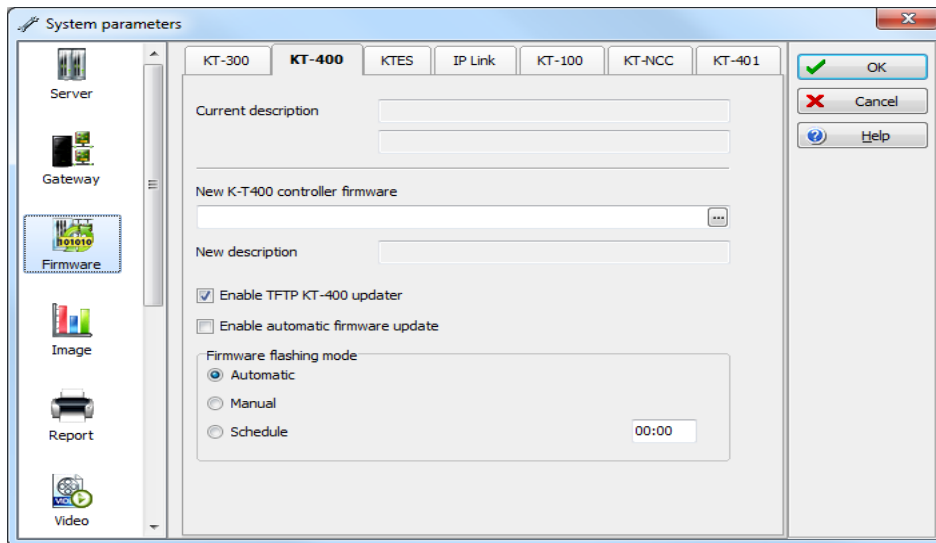 System parameters
Server
Gateway
101010
Firmware
Image
Report
Video
KT-300 KT-400 KTES IP Link KT-100 KT-NCC KT-401
Current description
New K-T400 controller firmware
...
New description
Enable TFTP KT-400 updater
Enable automatic firmware update
Firmware flashing mode
Automatic
Manual
Schedule 00:00
OK
Cancel
Help